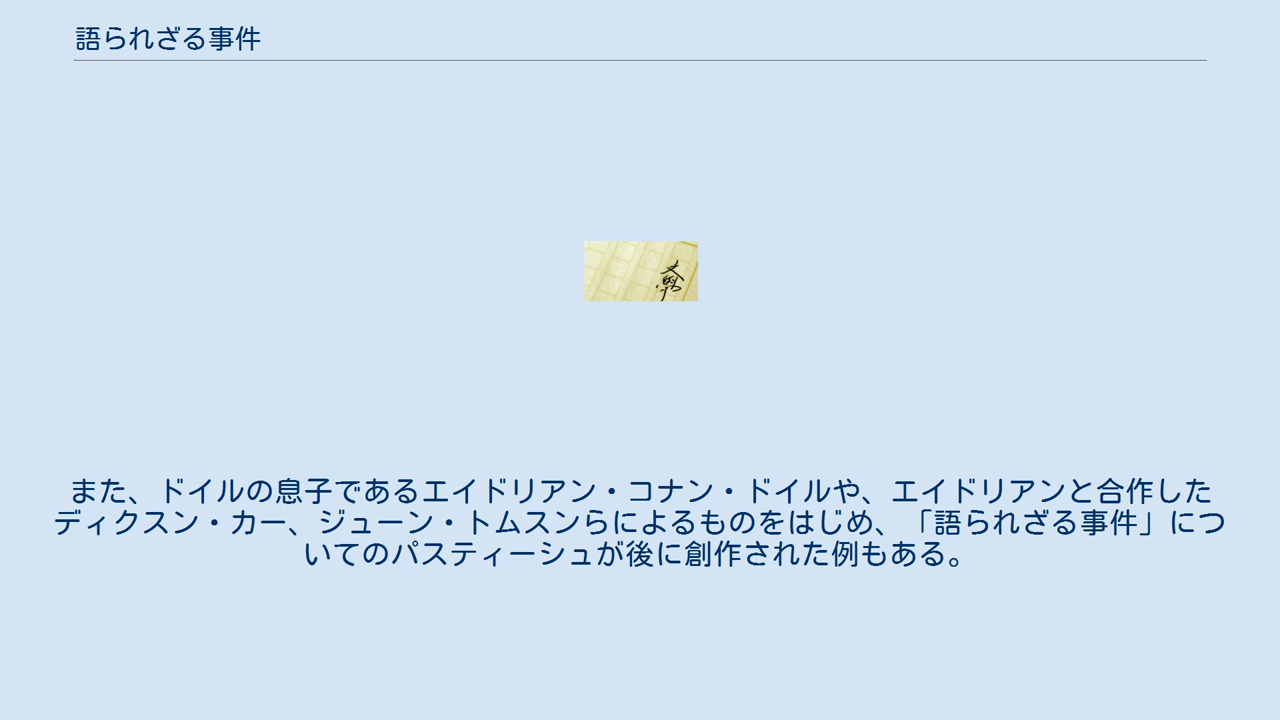 語られざる事件
また、ドイルの息子であるエイドリアン・コナン・ドイルや、エイドリアンと合作した
ディクスン・カー、ジューン・トムスンらによるものをはじめ、「語られざる事件」につ
いてのパスティーシュが後に創作された例もある。